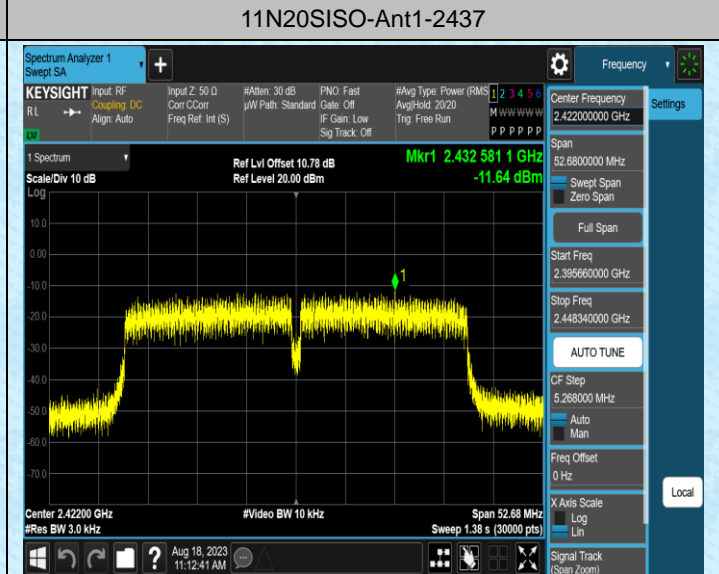 11N20SISO-Ant1-2437
Spectrum Analyzer 1
Swept SA
Frequency
KEYSIGHT
R L
LXI
Input: RF
Coupling: DC
Align: Auto
Input Z: 50 Ω
Corr CCorr
Freq Ref: Int (S)
#Atten: 30 dB
µW Path: Standard
PNO: Fast
Gate: Off
IF Gain: Low
Sig Track: Off
#Avg Type: Power (RMS
Avg|Hold: 20/20
Trig: Free Run
1 2 3 4 5 6
M W W W W W
P P P P P P
1 Spectrum
Scale/Div 10 dB
Log
Ref Lvl Offset 10.78 dB
Ref Level 20.00 dBm
Mkr1 2.432 581 1 GHz
-11.64 dBm
10.0
0.00
-10.0
-20.0
-30.0
-40.0
-50.0
-60.0
-70.0
1
Center 2.42200 GHz
#Res BW 3.0 kHz
#Video BW 10 kHz
Span 52.68 MHz
Sweep 1.38 s (30000 pts)
Aug 18, 2023
11:12:41 AM
Center Frequency
2.422000000 GHz
Settings
Span
52.6800000 MHz
Swept Span
Zero Span
Full Span
Start Freq
2.395660000 GHz
Stop Freq
2.448340000 GHz
AUTO TUNE
CF Step
5.268000 MHz
Auto
Man
Freq Offset
0 Hz
X Axis Scale
Log
Lin
Local
Signal Track
(Span Zoom)